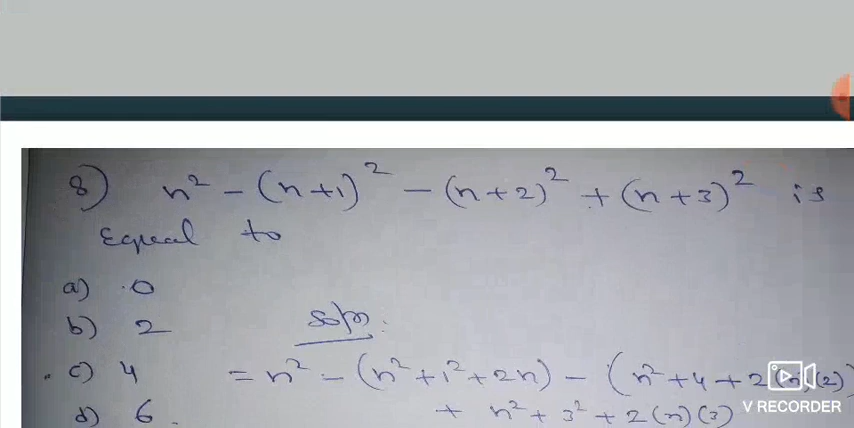 8) n² - (n+1)² - (n+2)² + (n+3)² is
Equal to
a) 0
b) 2
Soln:
c) 4
= n² - (n² + 1² + 2n) - (n² + 4 + 2(n)(2)
d) 6
+ n² + 3² + 2(n)(3)
V RECORDER